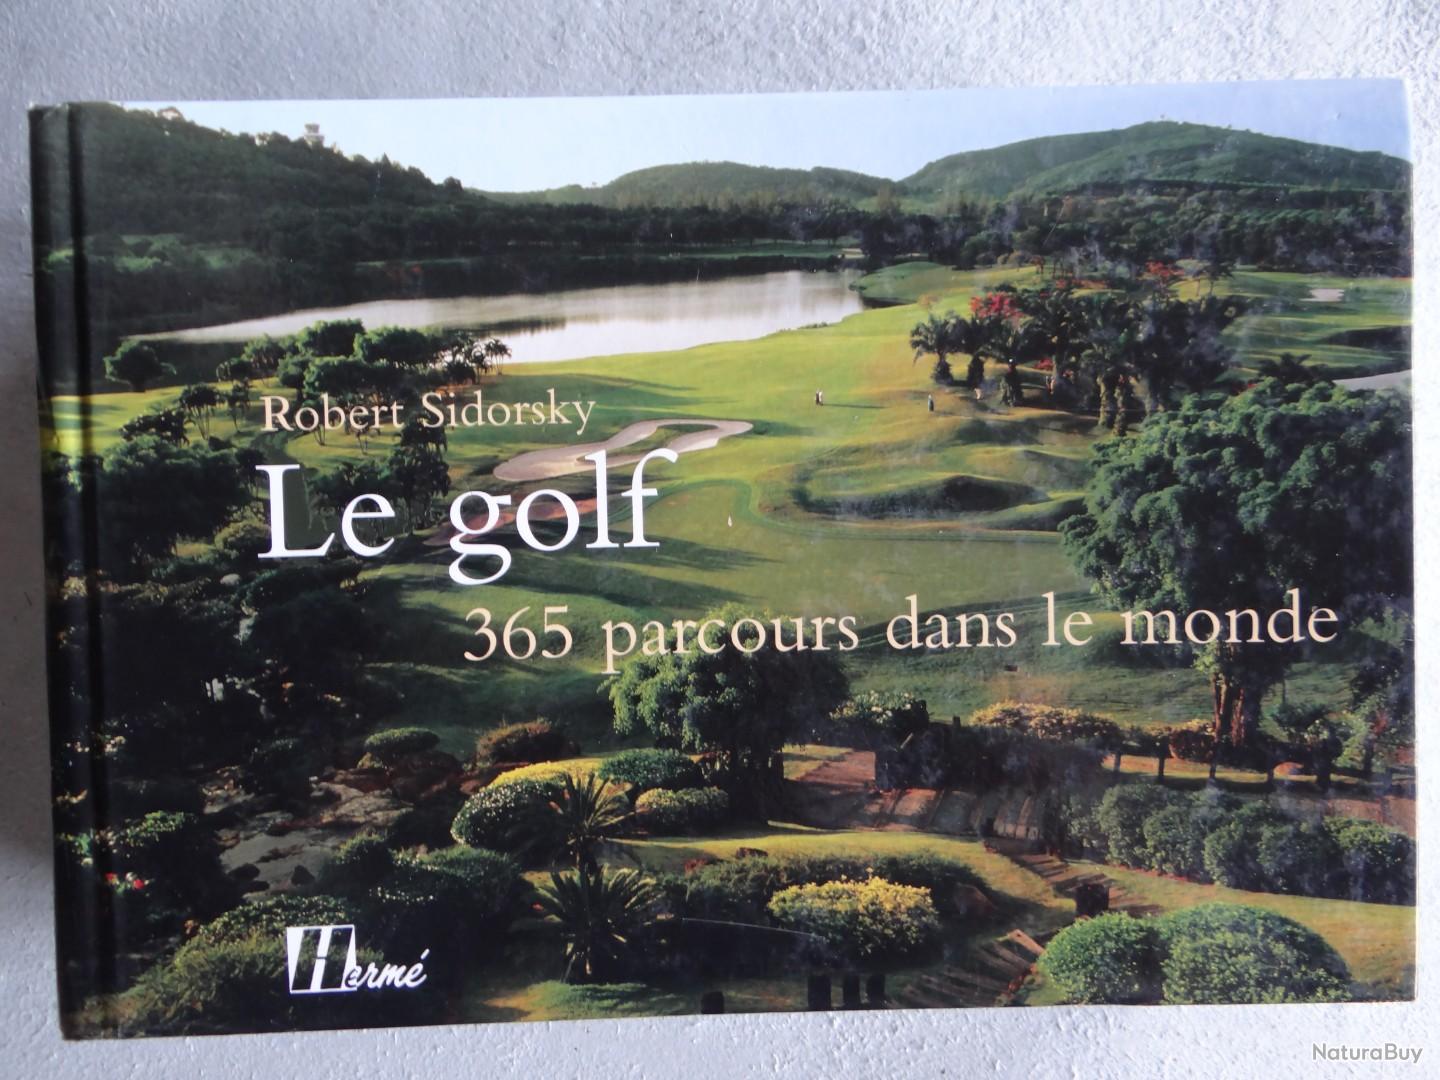 Robert Sidorsky
Le golf
365 parcours dans le monde
Hermé
NaturaBuy